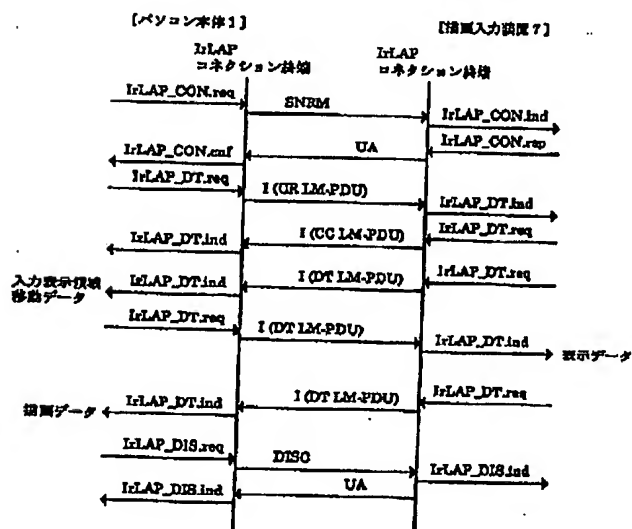 [パソコン本体1]
[描画入力装置7]
IrLAP
コネクション終端
IrLAP
コネクション終端
IrLAP_CON.req
SNRM
IrLAP_CON.ind
UA
IrLAP_CON.rsp
IrLAP_CON.cnf
IrLAP_DT.req
I (CR LM-PDU)
IrLAP_DT.ind
I (CC LM-PDU)
IrLAP_DT.req
IrLAP_DT.ind
入力表示領域
移動データ
IrLAP_DT.ind
I (DT LM-PDU)
IrLAP_DT.req
IrLAP_DT.req
I (DT LM-PDU)
IrLAP_DT.ind
表示データ
描画データ
IrLAP_DT.ind
I (DT LM-PDU)
IrLAP_DT.req
IrLAP_DIS.req
DISC
IrLAP_DIS.ind
UA
IrLAP_DIS.ind